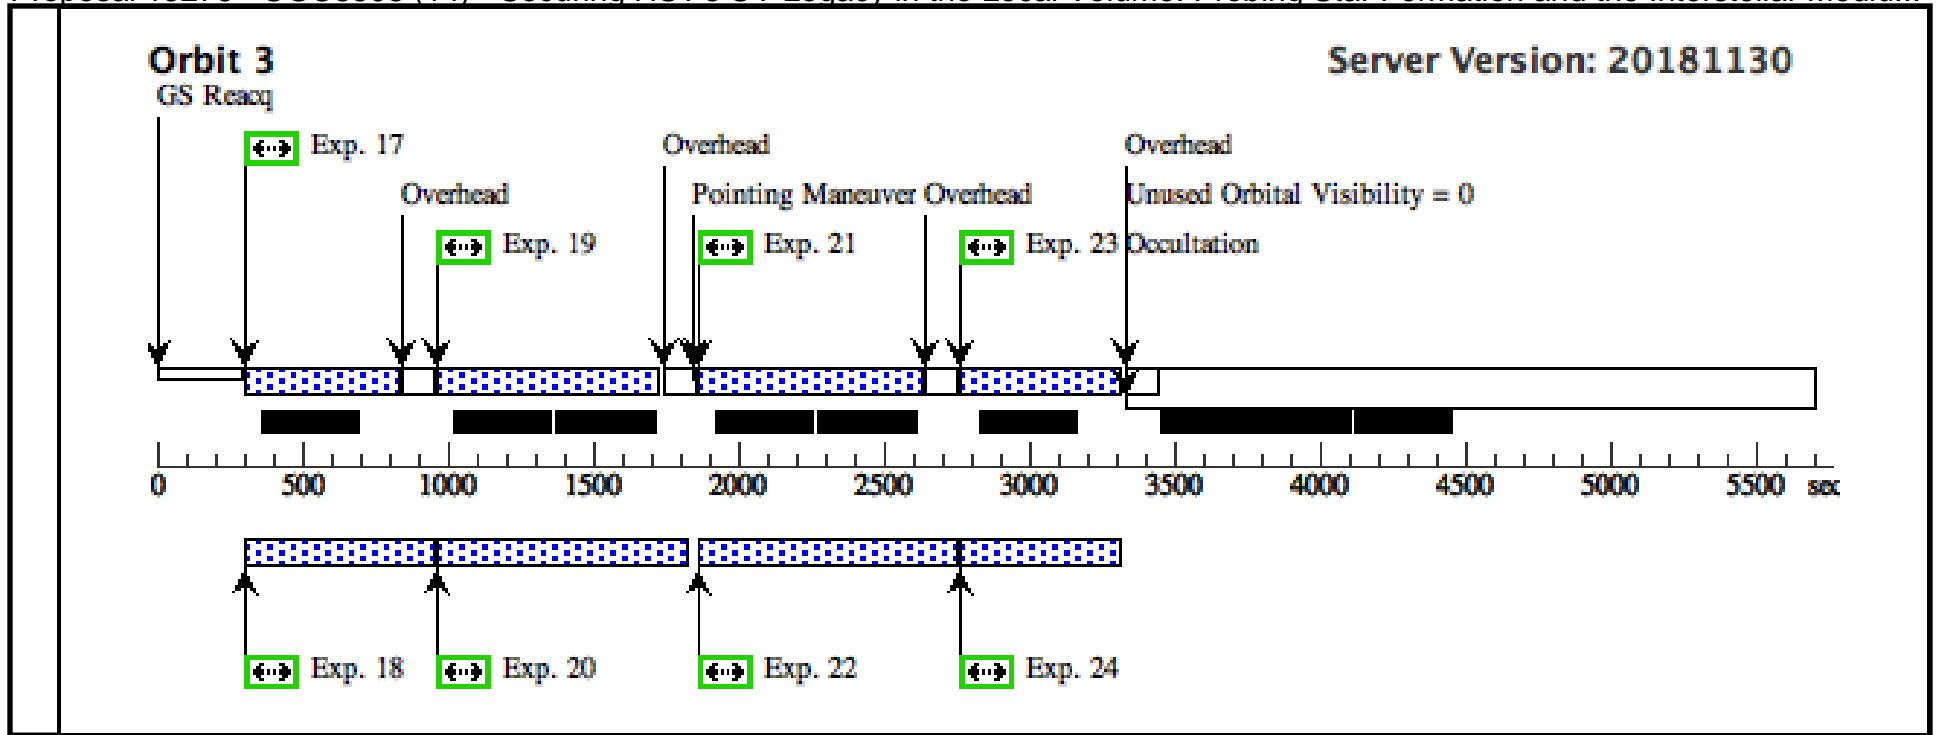 Orbit 3
Server Version: 20181130
GS Reacq
Exp. 17
Overhead
Overhead
Overhead
Pointing Maneuver
Overhead
Unused Orbital Visibility = 0
Exp. 19
Exp. 21
Exp. 23
Occultation
0 500 1000 1500 2000 2500 3000 3500 4000 4500 5000 5500 sec
Exp. 18
Exp. 20
Exp. 22
Exp. 24